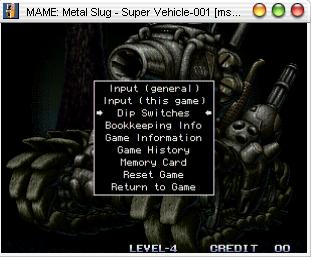 MAME: Metal Slug - Super Vehicle-001 [ms...
Input (general)
Input (this game)
Dip Switches
Bookkeeping Info
Game Information
Game History
Memory Card
Reset Game
Return to Game
LEVEL-4 CREDIT 00